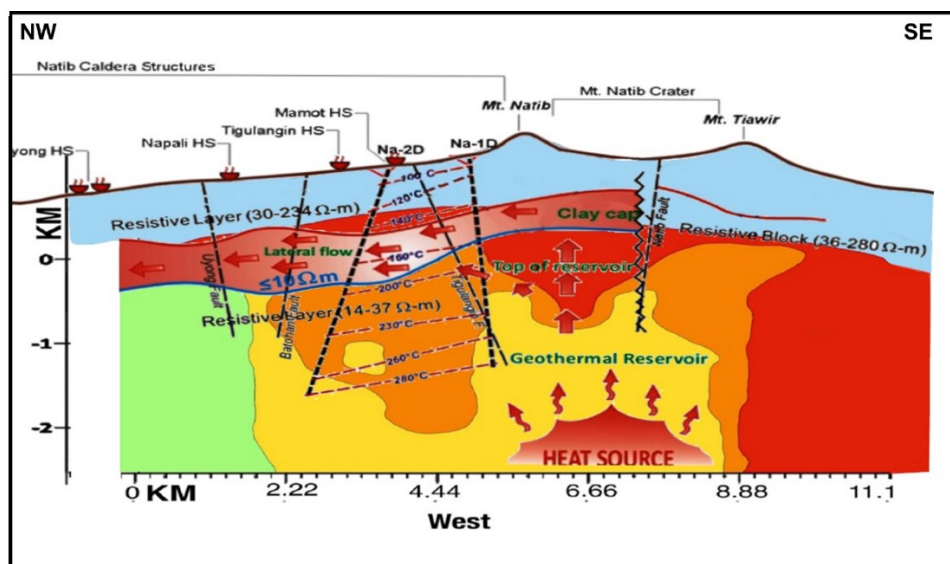 NW
SE
Natib Caldera Structures
Mt. Natib
Mt. Natib Crater
Mt. Tiawir
Mamot HS
Tigulangin HS
Napali HS
yong HS
Na-2D
Na-1D
100°C
120°C
140°C
160°C
200°C
230°C
260°C
280°C
Resistive Layer (30-234 Ω-m)
Clay cap
Lateral flow
Resistive Block (36-280 Ω-m)
Top of reservoir
≤10Ωm
Resistive Layer (14-37 Ω-m)
Batohan Fault
Geothermal Reservoir
HEAT SOURCE
KM
0
-1
-2
0 KM
2.22
4.44
6.66
8.88
11.1
West